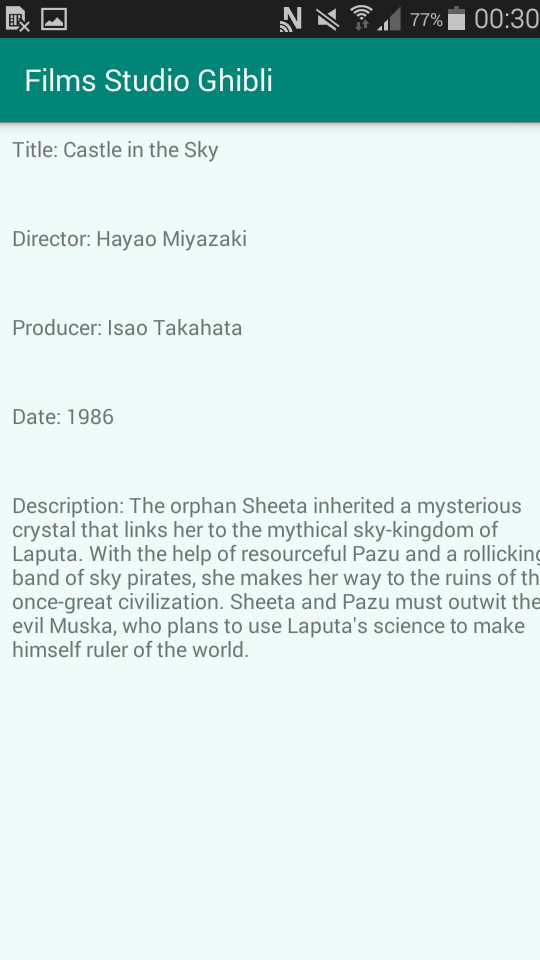 77% 00:30
Films Studio Ghibli
Title: Castle in the Sky
Director: Hayao Miyazaki
Producer: Isao Takahata
Date: 1986
Description: The orphan Sheeta inherited a mysterious
crystal that links her to the mythical sky-kingdom of
Laputa. With the help of resourceful Pazu and a rollicking
band of sky pirates, she makes her way to the ruins of th
once-great civilization. Sheeta and Pazu must outwit the
evil Muska, who plans to use Laputa's science to make
himself ruler of the world.